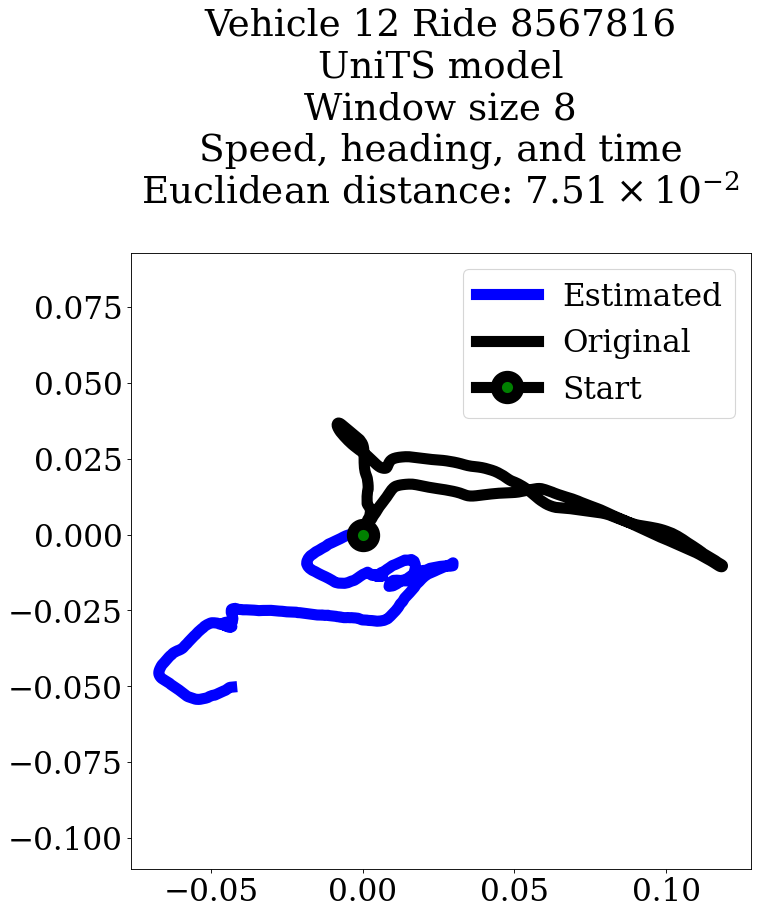 Vehicle 12 Ride 8567816
UniTS model
Window size 8
Speed, heading, and time
Euclidean distance: 7.51 × 10⁻²
Estimated
Original
Start
0.075
0.050
0.025
0.000
−0.025
−0.050
−0.075
−0.100
−0.05 0.00 0.05 0.10